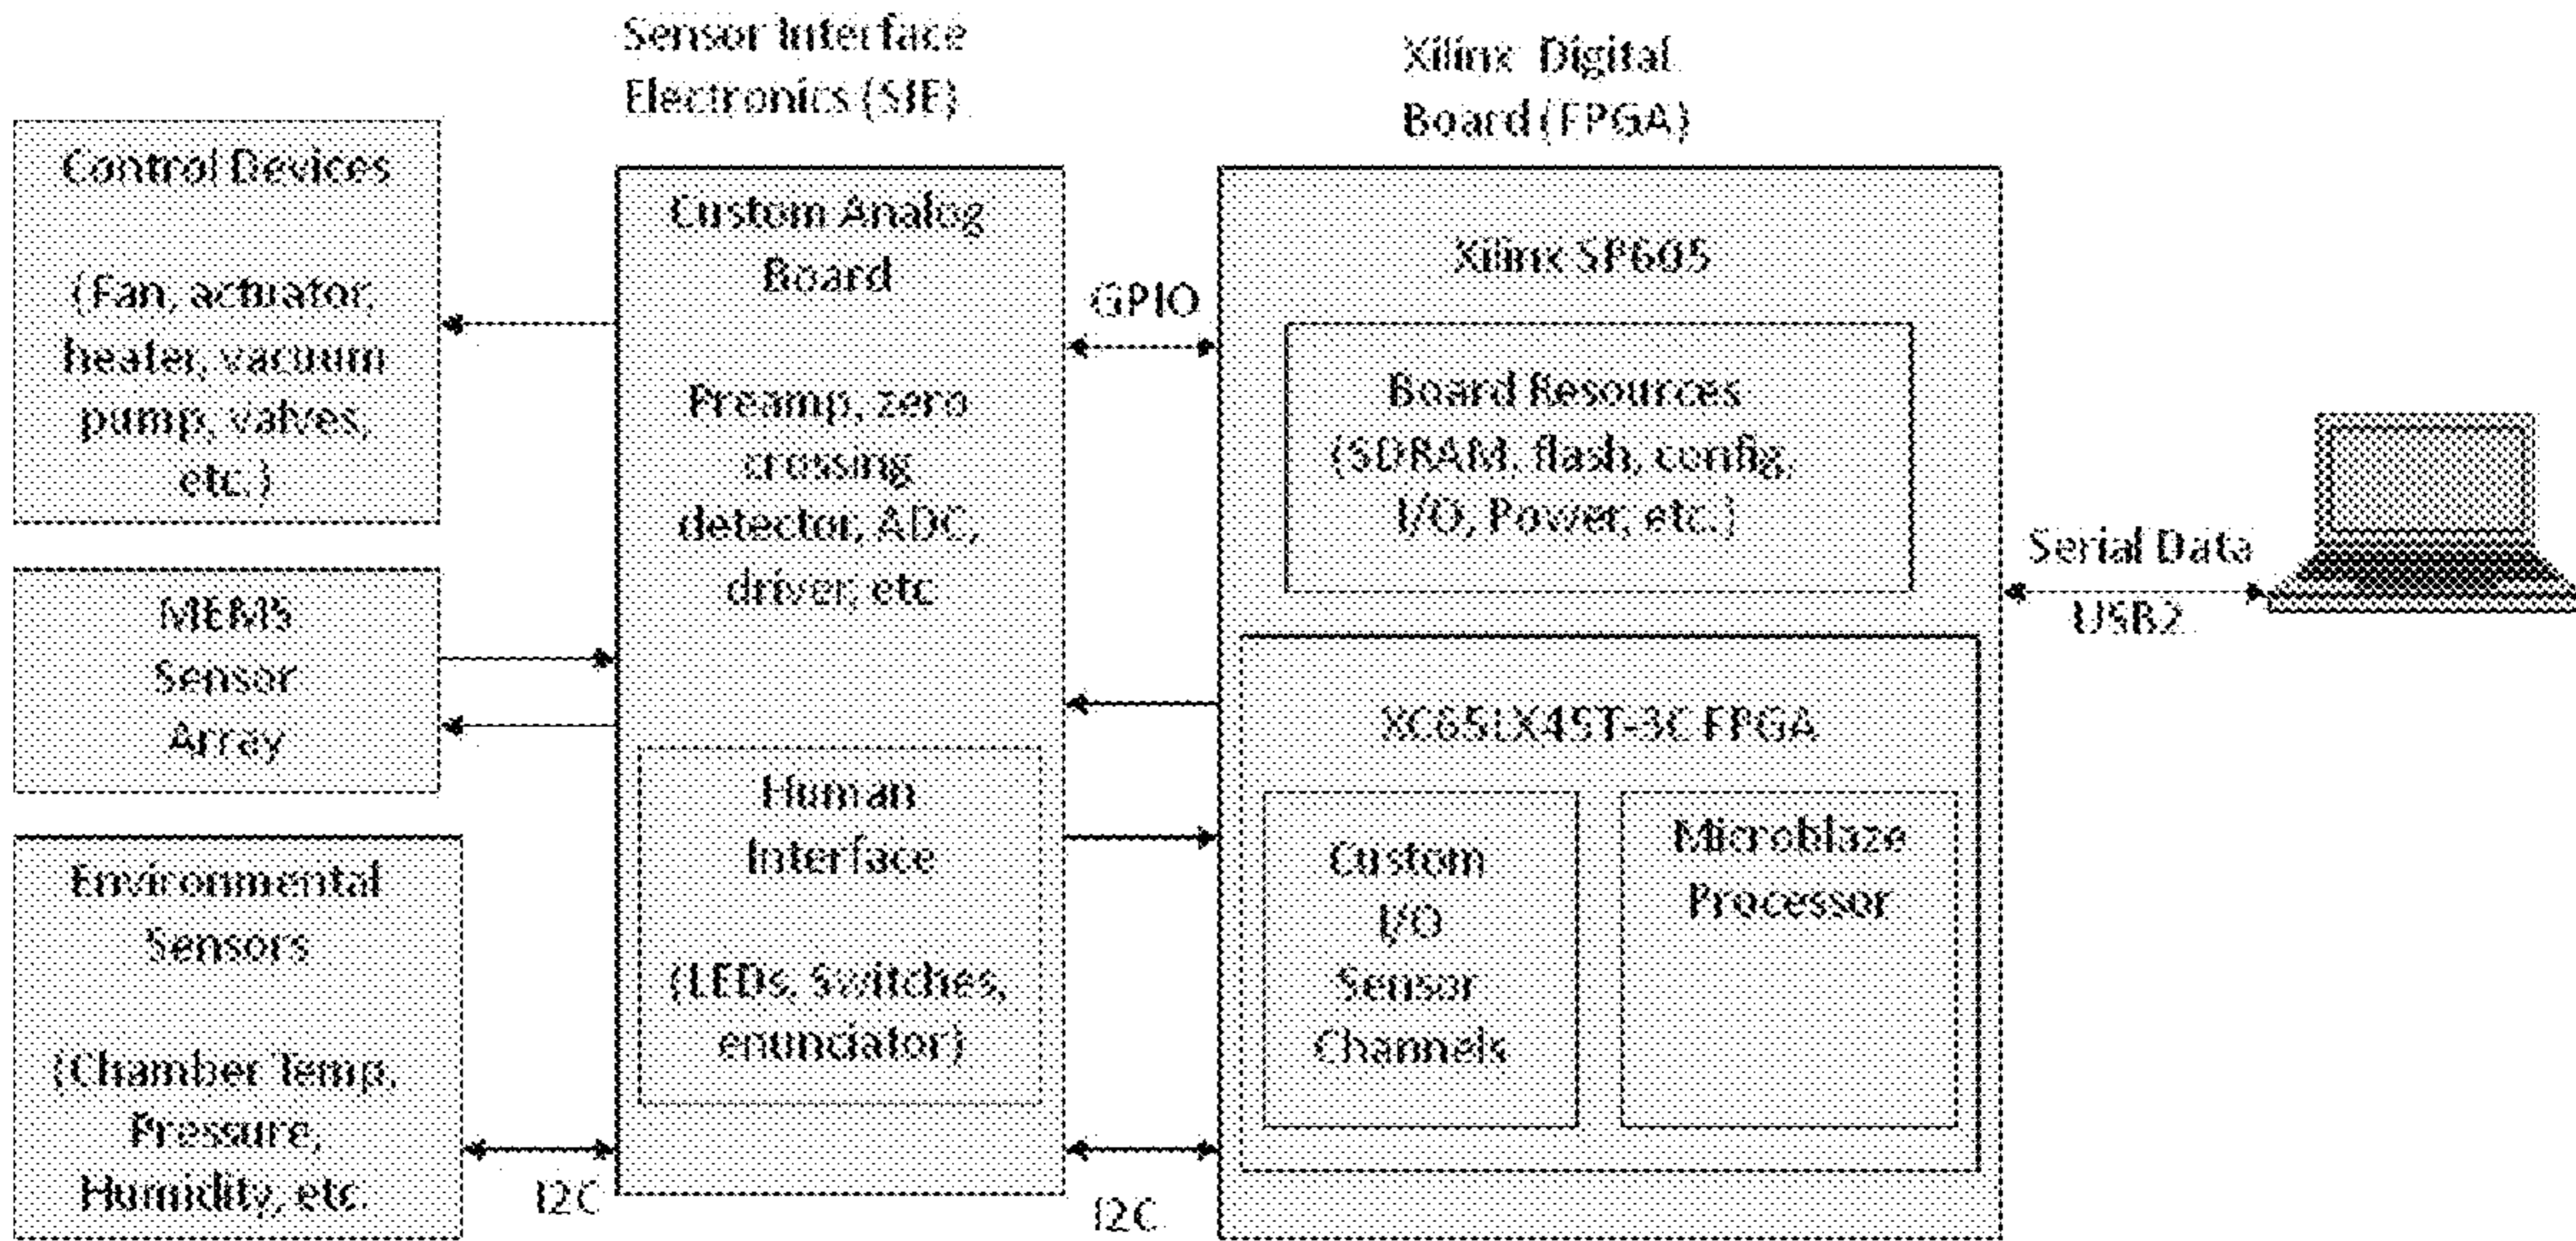 Sensor Interface
Electronics (SIE)
Xilinx Digital
Board (FPGA)
Control Devices
(Fan, actuator,
heater, vacuum
pump, valves,
etc.)
MEMS
Sensor
Array
Environmental
Sensors
(Chamber Temp,
Pressure,
Humidity, etc.
I2C
Custom Analog
Board
Preamp, zero
crossing
detector, ADC,
driver, etc
Human
Interface
(LEDs, Switches,
enunciator)
GPIO
I2C
Xilinx SP605
Board Resources
(SDRAM, flash, config,
I/O, Power, etc.)
XC6SLX45T-3C FPGA
Custom
I/O
Sensor
Channels
Microblaze
Processor
Serial Data
USB2